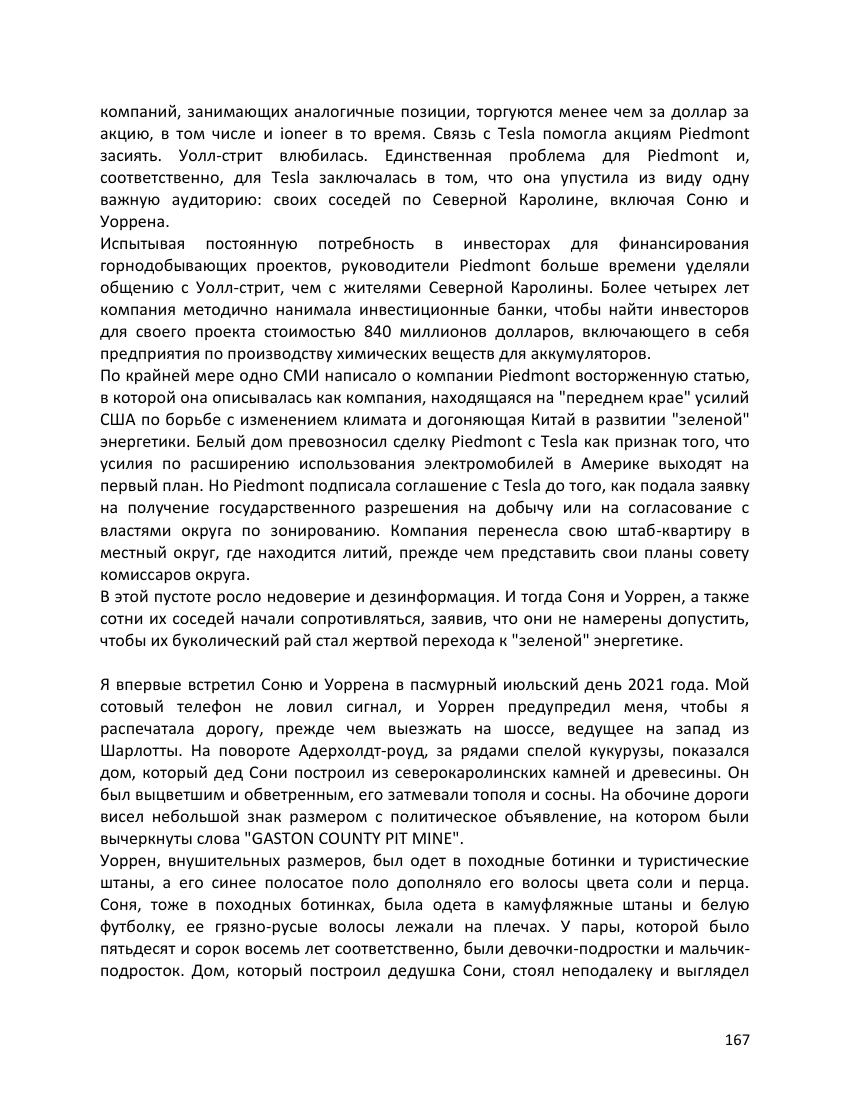 компаний, занимающих аналогичные позиции, торгуются менее чем за доллар за
акцию, в том числе и ioneer в то время. Связь с Tesla помогла акциям Piedmont
засиять. Уолл-стрит влюбилась. Единственная проблема для Piedmont и,
соответственно, для Tesla заключалась в том, что она упустила из виду одну
важную аудиторию: своих соседей по Северной Каролине, включая Соню и
Уоррена.
Испытывая постоянную потребность в инвесторах для финансирования
горнодобывающих проектов, руководители Piedmont больше времени уделяли
общению с Уолл-стрит, чем с жителями Северной Каролины. Более четырех лет
компания методично нанимала инвестиционные банки, чтобы найти инвесторов
для своего проекта стоимостью 840 миллионов долларов, включающего в себя
предприятия по производству химических веществ для аккумуляторов.
По крайней мере одно СМИ написало о компании Piedmont восторженную статью,
в которой она описывалась как компания, находящаяся на "переднем крае" усилий
США по борьбе с изменением климата и догоняющая Китай в развитии "зеленой"
энергетики. Белый дом превозносил сделку Piedmont с Tesla как признак того, что
усилия по расширению использования электромобилей в Америке выходят на
первый план. Но Piedmont подписала соглашение с Tesla до того, как подала заявку
на получение государственного разрешения на добычу или на согласование с
властями округа по зонированию. Компания перенесла свою штаб-квартиру в
местный округ, где находится литий, прежде чем представить свои планы совету
комиссаров округа.
В этой пустоте росло недоверие и дезинформация. И тогда Соня и Уоррен, а также
сотни их соседей начали сопротивляться, заявив, что они не намерены допустить,
чтобы их буколический рай стал жертвой перехода к "зеленой" энергетике.
Я впервые встретил Соню и Уоррена в пасмурный июльский день 2021 года. Мой
сотовый телефон не ловил сигнал, и Уоррен предупредил меня, чтобы я
распечатала дорогу, прежде чем выезжать на шоссе, ведущее на запад из
Шарлотты. На повороте Адерхолдт-роуд, за рядами спелой кукурузы, показался
дом, который дед Сони построил из северокаролинских камней и древесины. Он
был выцветшим и обветренным, его затмевали тополя и сосны. На обочине дороги
висел небольшой знак размером с политическое объявление, на котором были
вычеркнуты слова "GASTON COUNTY PIT MINE".
Уоррен, внушительных размеров, был одет в походные ботинки и туристические
штаны, а его синее полосатое поло дополняло его волосы цвета соли и перца.
Соня, тоже в походных ботинках, была одета в камуфляжные штаны и белую
футболку, ее грязно-русые волосы лежали на плечах. У пары, которой было
пятьдесят и сорок восемь лет соответственно, были девочки-подростки и мальчик-
подросток. Дом, который построил дедушка Сони, стоял неподалеку и выглядел
167